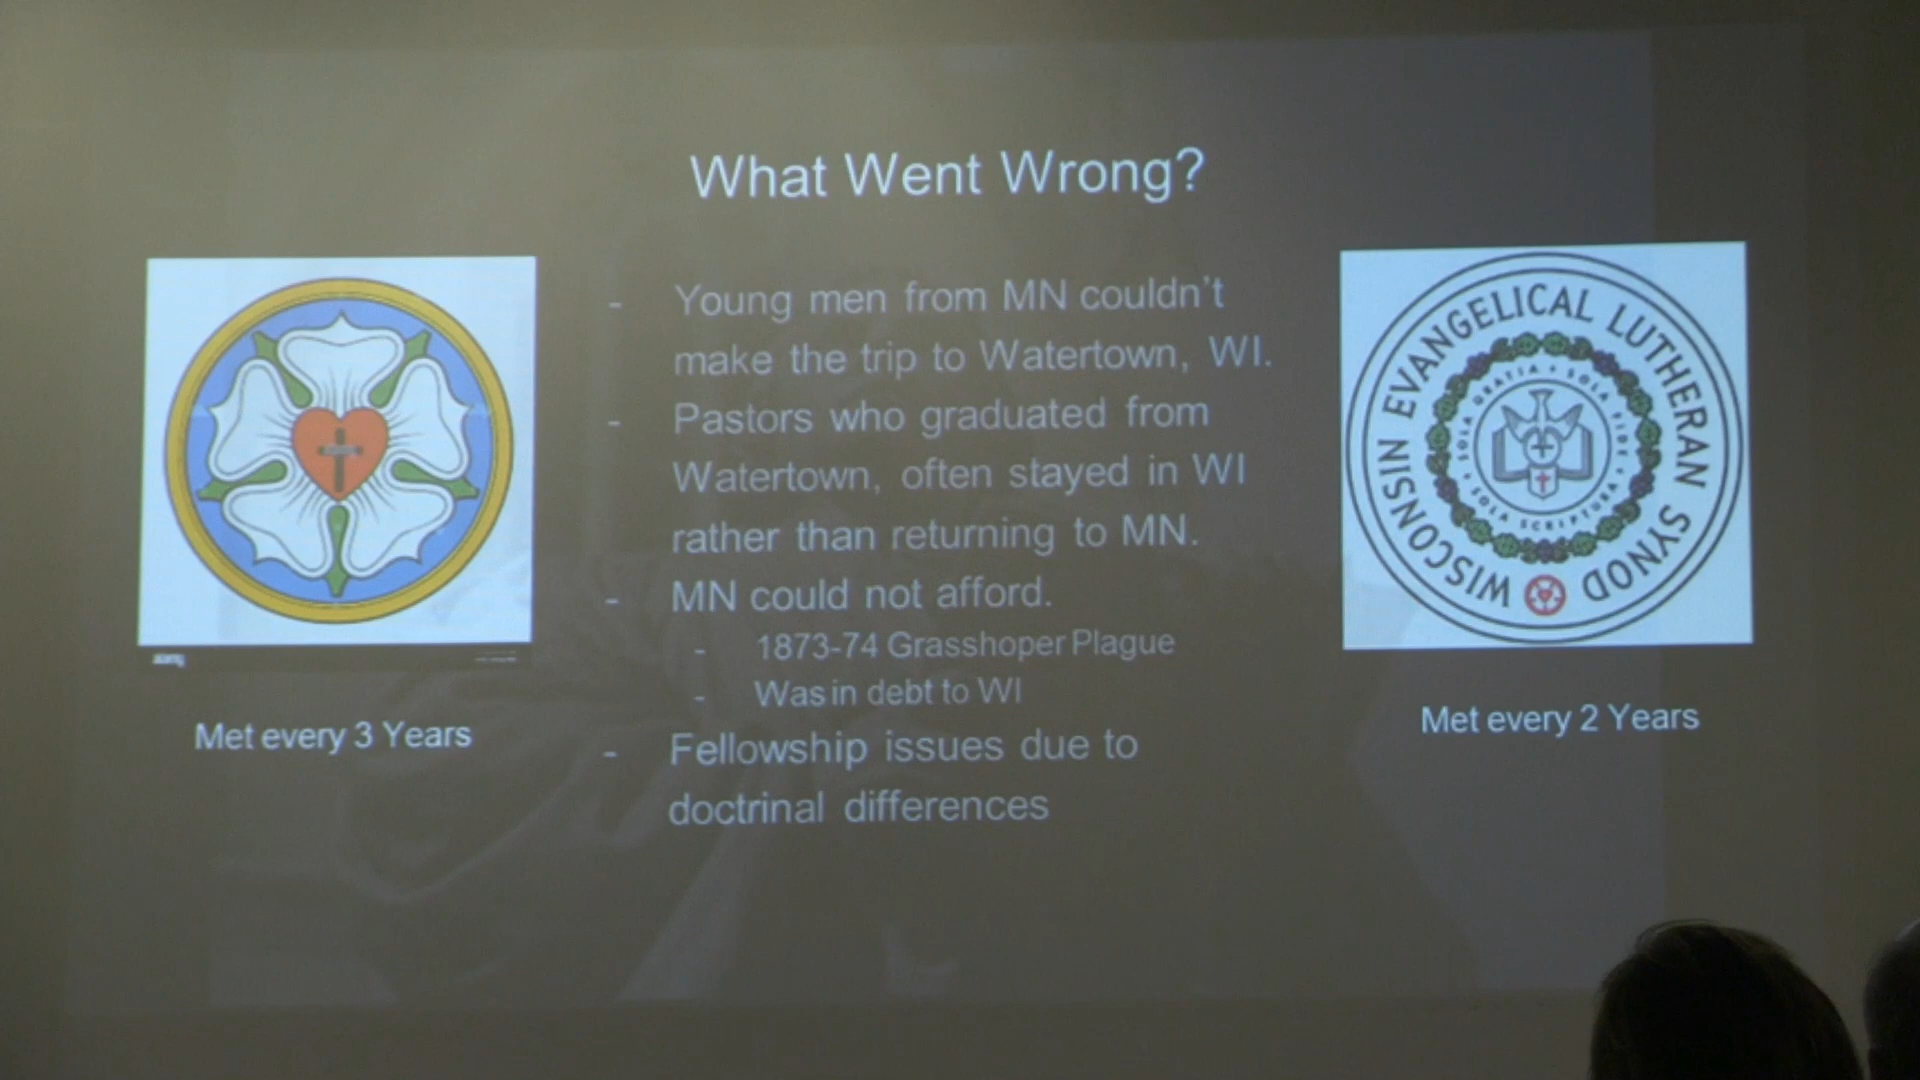 What Went Wrong?
- Young men from MN couldn't
make the trip to Watertown, WI.
- Pastors who graduated from
Watertown, often stayed in WI
rather than returning to MN.
- MN could not afford.
- 1873-74 Grasshoper Plague
- Was in debt to WI
- Fellowship issues due to
doctrinal differences
Met every 3 Years
WISCONSIN EVANGELICAL LUTHERAN SYNOD
SOLA GRATIA • SOLA FIDE • SOLA SCRIPTURA •
Met every 2 Years